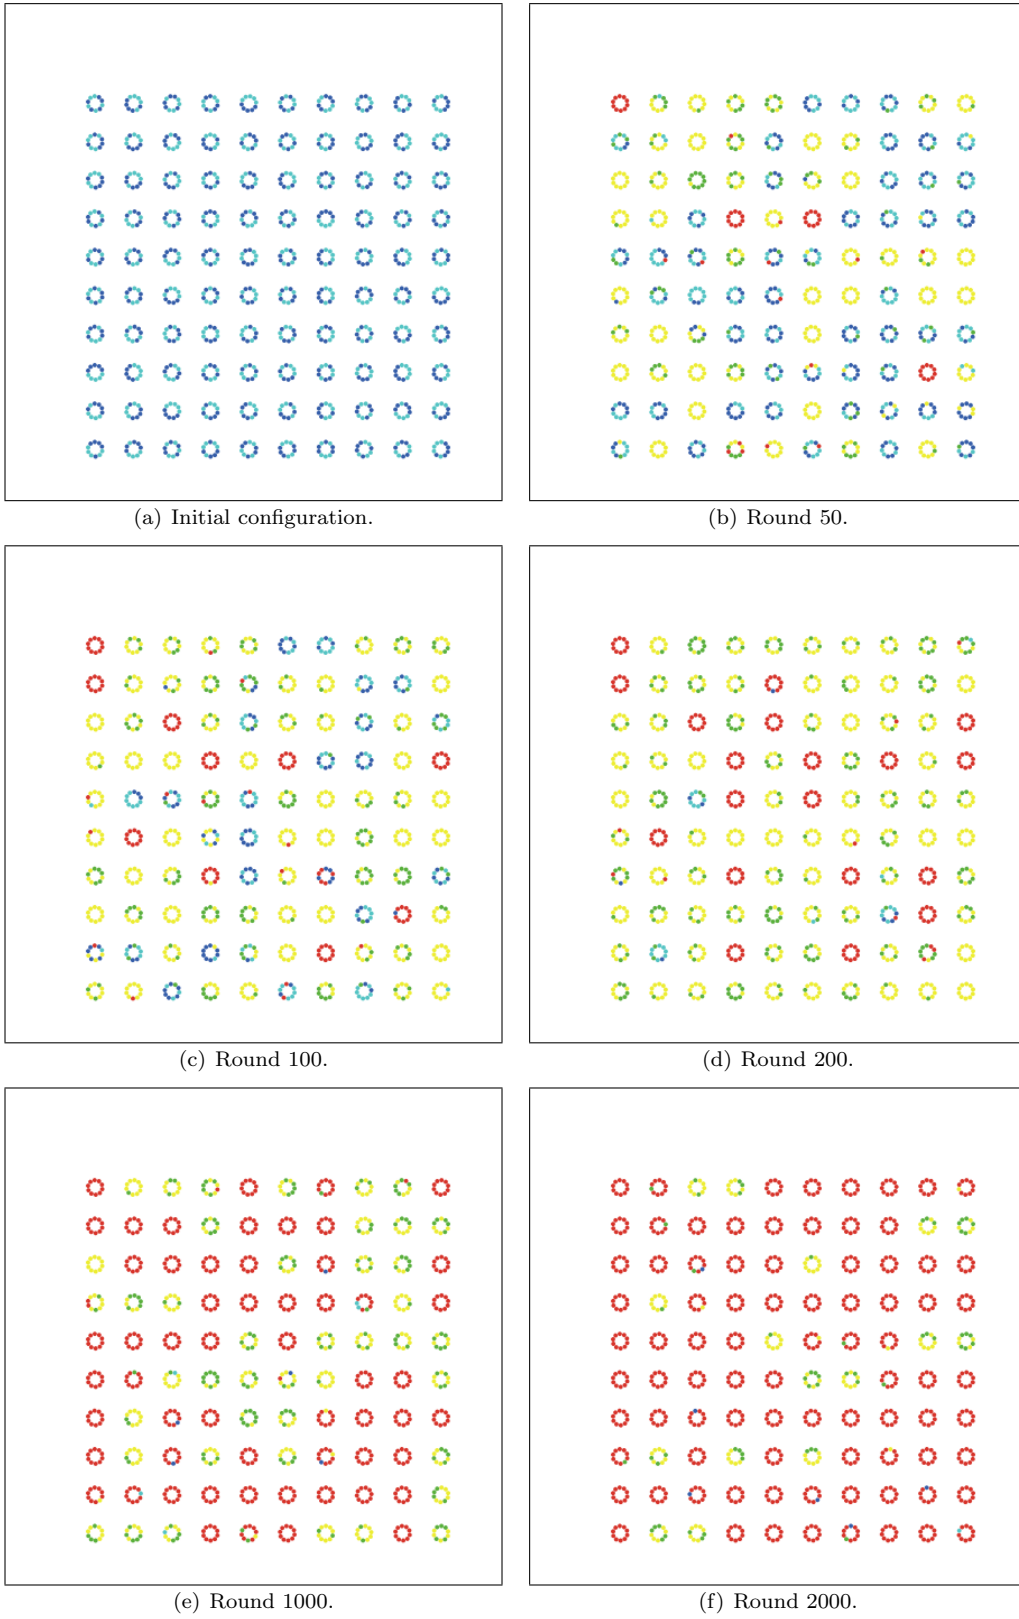 (a) Initial configuration.
(b) Round 50.
(c) Round 100.
(d) Round 200.
(e) Round 1000.
(f) Round 2000.